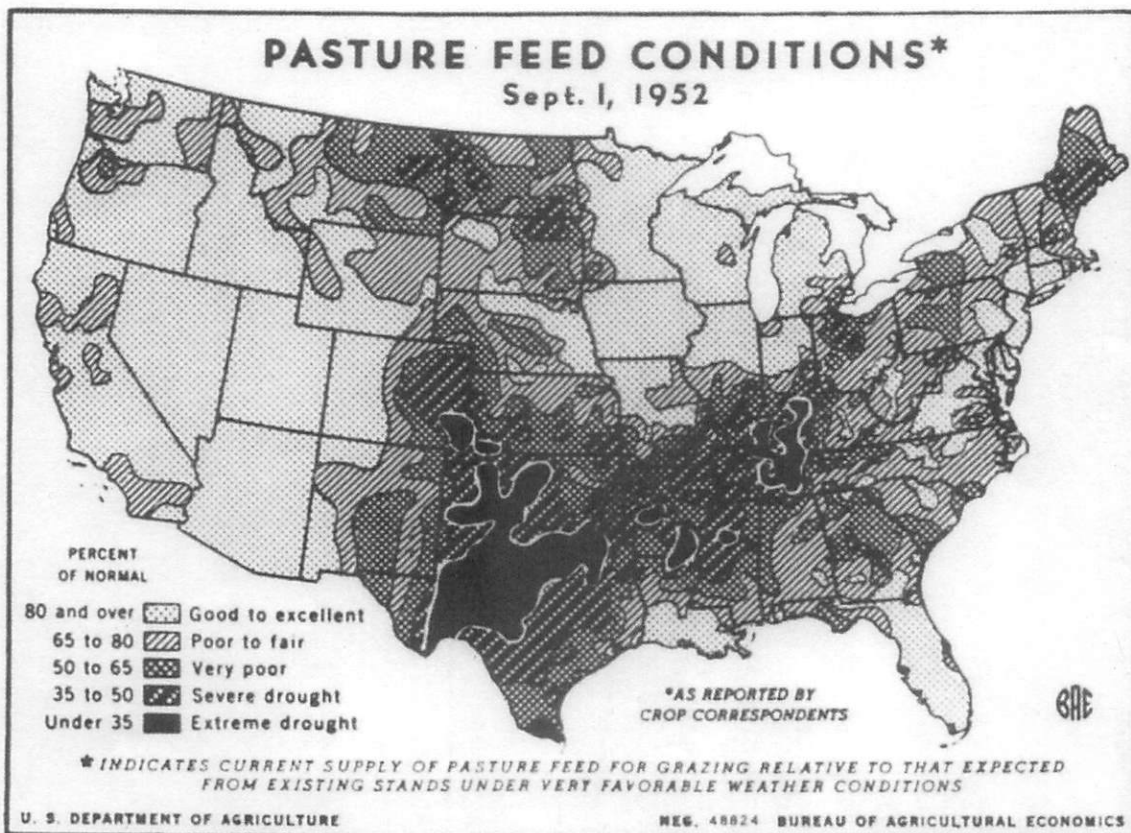 PASTURE FEED CONDITIONS*
Sept. 1, 1952
PERCENT
OF NORMAL
80 and over Good to excellent
65 to 80 Poor to fair
50 to 65 Very poor
35 to 50 Severe drought
Under 35 Extreme drought
*AS REPORTED BY
CROP CORRESPONDENTS
BAE
* INDICATES CURRENT SUPPLY OF PASTURE FEED FOR GRAZING RELATIVE TO THAT EXPECTED
FROM EXISTING STANDS UNDER VERY FAVORABLE WEATHER CONDITIONS
U. S. DEPARTMENT OF AGRICULTURE
NEG. 48824 BUREAU OF AGRICULTURAL ECONOMICS